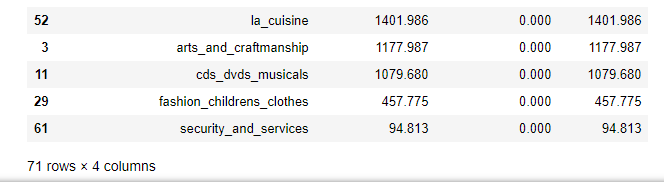 52 la_cuisine 1401.986 0.000 1401.986
3 arts_and_craftmanship 1177.987 0.000 1177.987
11 cds_dvds_musicals 1079.680 0.000 1079.680
29 fashion_childrens_clothes 457.775 0.000 457.775
61 security_and_services 94.813 0.000 94.813
71 rows × 4 columns